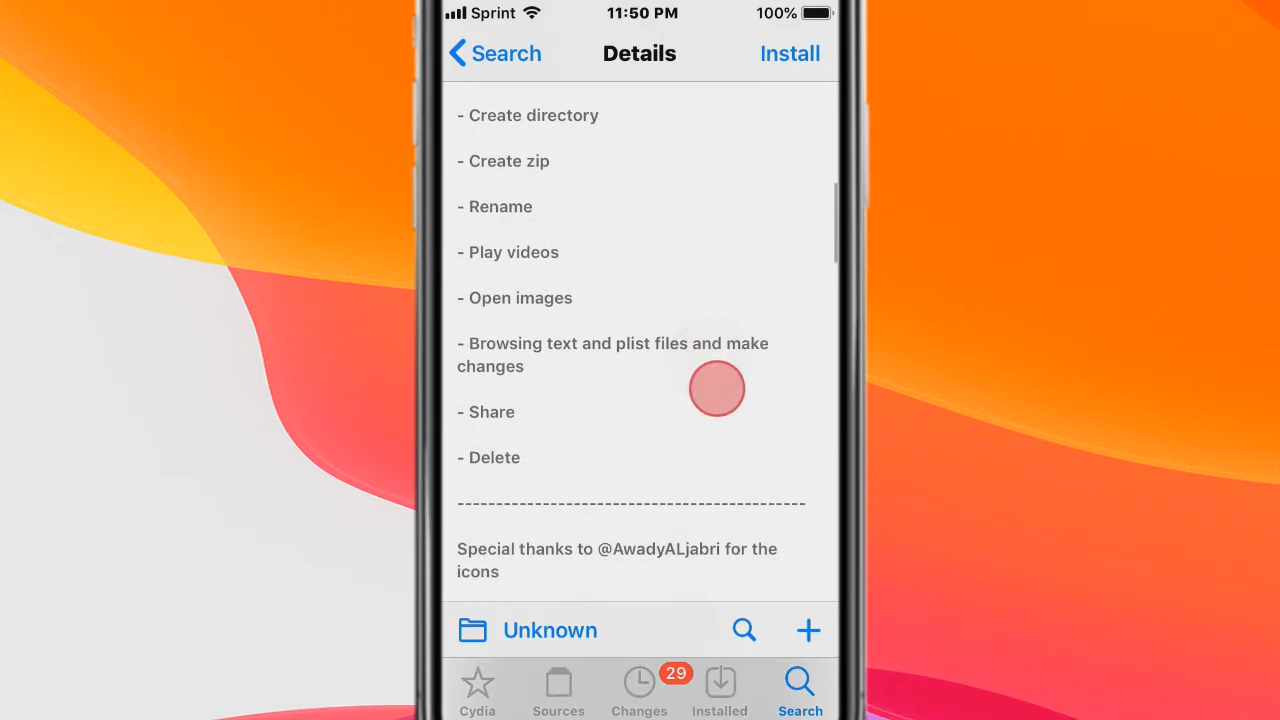 Sprint 11:50 PM 100%
Search Details Install
- Create directory
- Create zip
- Rename
- Play videos
- Open images
- Browsing text and plist files and make
changes
- Share
- Delete
---------------------------------------------
Special thanks to @AwadyALjabri for the
icons
Unknown
29
Cydia Sources Changes Installed Search